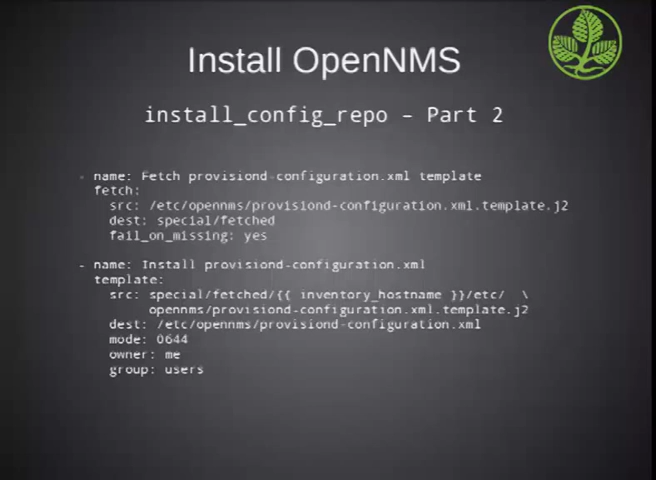 Install OpenNMS
install_config_repo – Part 2
- name: Fetch provisiond-configuration.xml template
fetch:
src: /etc/opennms/provisiond-configuration.xml.template.j2
dest: special/fetched
fail_on_missing: yes
- name: Install provisiond-configuration.xml
template:
src: special/fetched/{{ inventory_hostname }}/etc/ \
opennms/provisiond-configuration.xml.template.j2
dest: /etc/opennms/provisiond-configuration.xml
mode: 0644
owner: me
group: users